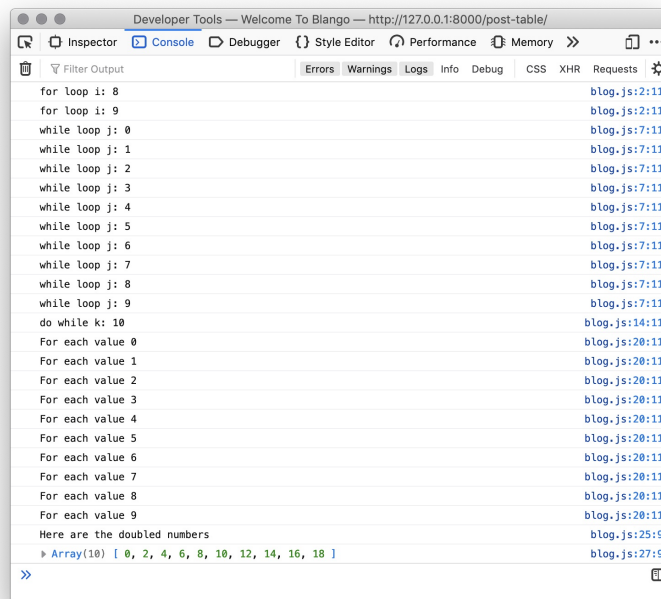 Developer Tools — Welcome To Blango — http://127.0.0.1:8000/post-table/
Inspector Console Debugger {} Style Editor Performance Memory
Filter Output Errors Warnings Logs Info Debug CSS XHR Requests
for loop i: 8 blog.js:2:11
for loop i: 9 blog.js:2:11
while loop j: 0 blog.js:7:11
while loop j: 1 blog.js:7:11
while loop j: 2 blog.js:7:11
while loop j: 3 blog.js:7:11
while loop j: 4 blog.js:7:11
while loop j: 5 blog.js:7:11
while loop j: 6 blog.js:7:11
while loop j: 7 blog.js:7:11
while loop j: 8 blog.js:7:11
while loop j: 9 blog.js:7:11
do while k: 10 blog.js:14:11
For each value 0 blog.js:20:11
For each value 1 blog.js:20:11
For each value 2 blog.js:20:11
For each value 3 blog.js:20:11
For each value 4 blog.js:20:11
For each value 5 blog.js:20:11
For each value 6 blog.js:20:11
For each value 7 blog.js:20:11
For each value 8 blog.js:20:11
For each value 9 blog.js:20:11
Here are the doubled numbers blog.js:25:9
Array(10) [ 0, 2, 4, 6, 8, 10, 12, 14, 16, 18 ] blog.js:27:9